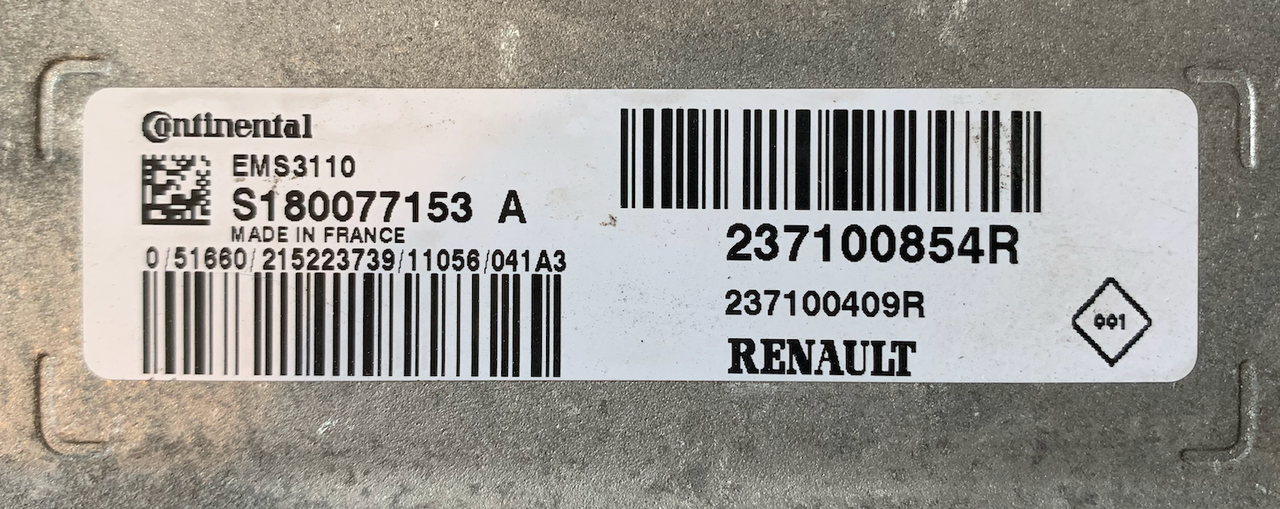 Continental
EMS3110
S180077153 A
MADE IN FRANCE
0/51660/215223739/11056/041A3
237100854R
237100409R
RENAULT
001